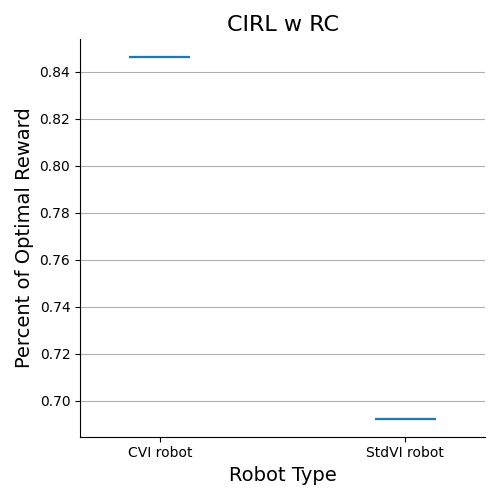 CIRL w RC
Percent of Optimal Reward
0.84
0.82
0.80
0.78
0.76
0.74
0.72
0.70
CVI robot
StdVI robot
Robot Type